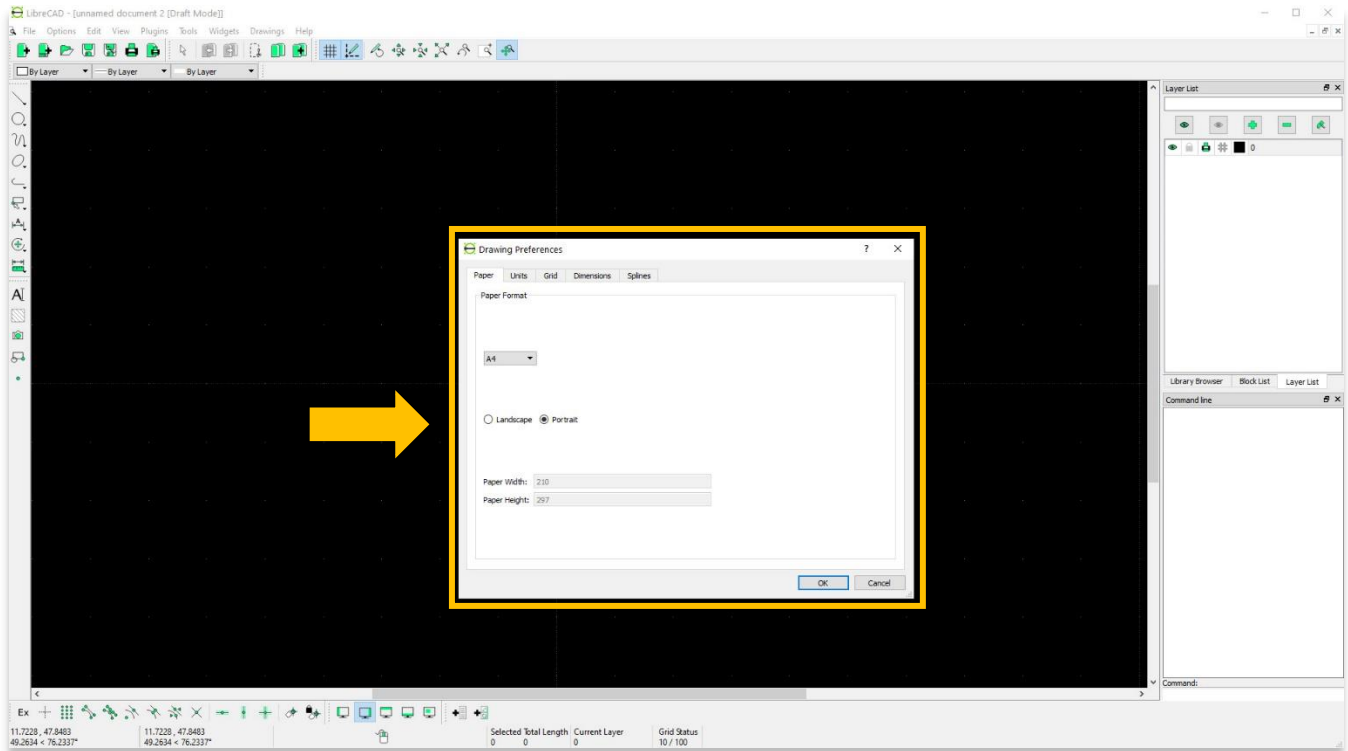 LibreCAD - [unnamed document 2 [Draft Mode]]
File Options Edit View Plugins Tools Widgets Drawings Help
By Layer By Layer By Layer
Layer List
0
Drawing Preferences
Paper Units Grid Dimensions Splines
Paper Format
A4
Landscape Portrait
Paper Width: 210
Paper Height: 297
OK Cancel
Library Browser Block List Layer List
Command line
Command:
Ex
11.7228 , 47.8483 11.7228 , 47.8483 Selected Total Length Current Layer Grid Status
49.2634 < 76.2337° 49.2634 < 76.2337° 0 0 0 10 / 100